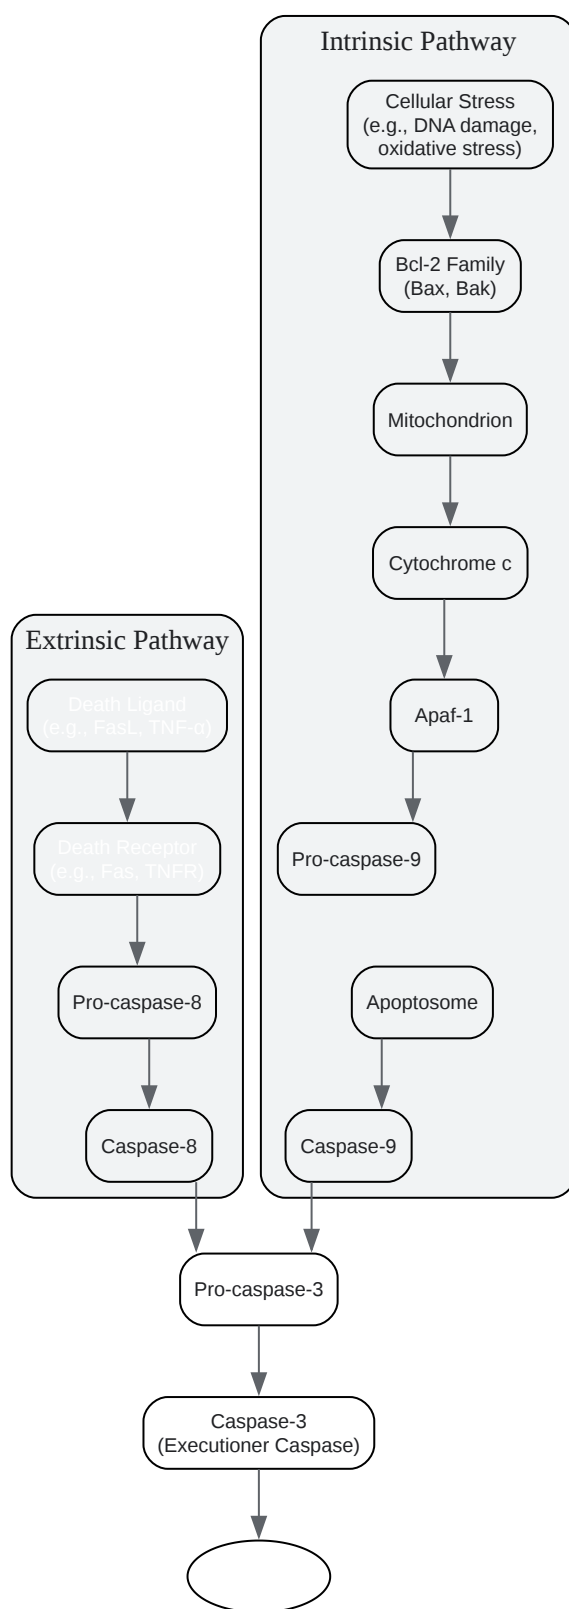 Intrinsic Pathway
Cellular Stress
(e.g., DNA damage,
oxidative stress)
Bcl-2 Family
(Bax, Bak)
Mitochondrion
Cytochrome c
Extrinsic Pathway
Death Ligand
(e.g., FasL, TNF-α)
Apaf-1
Death Receptor
(e.g., Fas, TNFR)
Pro-caspase-9
Pro-caspase-8
Apoptosome
Caspase-8
Caspase-9
Pro-caspase-3
Caspase-3
(Executioner Caspase)